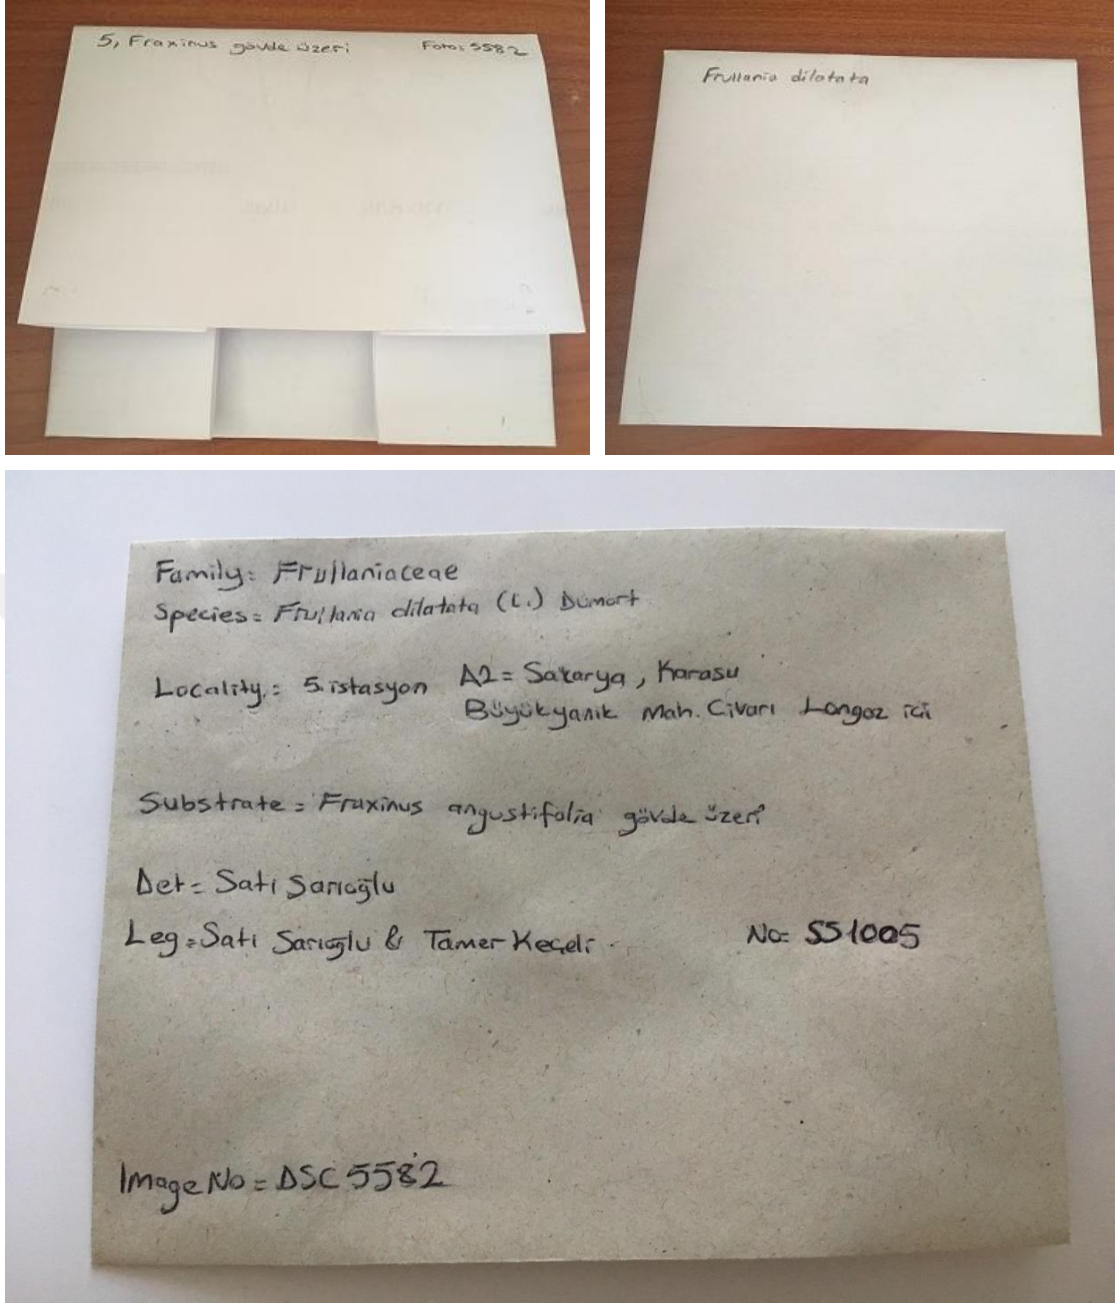 5, Fraxinus gövde üzeri Foto: 5582
Frullania dilatata
Family= Frullaniaceae
Species= Frullania dilatata (L.) Dumort
Locality= 5. istasyon A2= Sakarya, Karasu
Büyükyanık Mah. Civarı Longoz içi
Substrate= Fraxinus angustifolia gövde üzeri
Det= Satı Sarıoğlu
Leg=Satı Sarıoğlu & Tamer Keçeli No= SS1005
Image No= DSC 5582